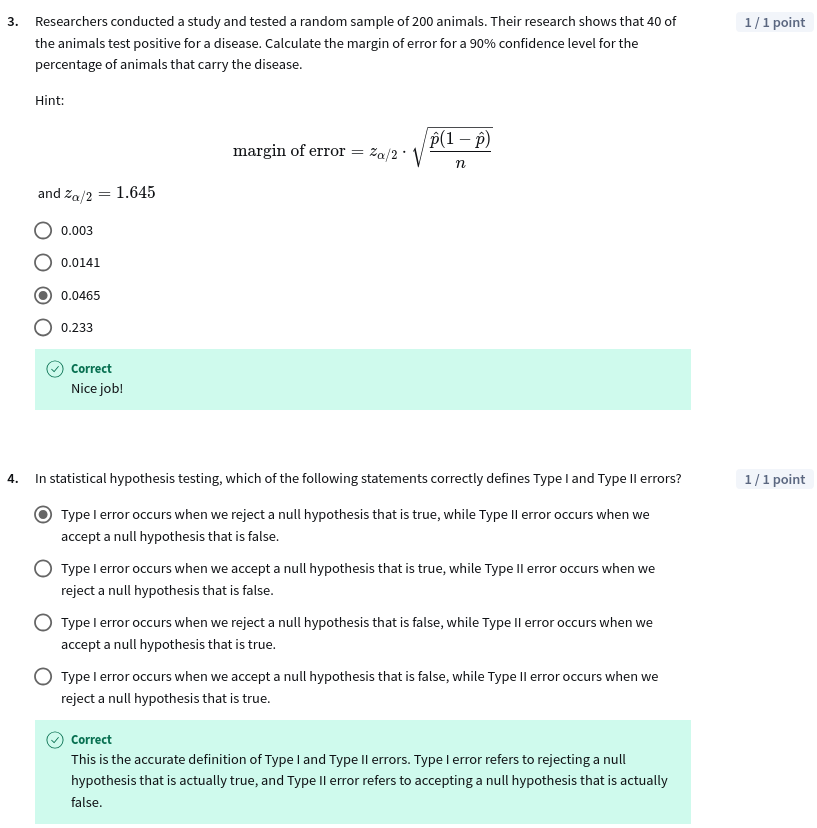 3. Researchers conducted a study and tested a random sample of 200 animals. Their research shows that 40 of
1 / 1 point
the animals test positive for a disease. Calculate the margin of error for a 90% confidence level for the
percentage of animals that carry the disease.
Hint:
margin of error = z_{α/2} · √(p̂(1 − p̂)/n)
and z_{α/2} = 1.645
0.003
0.0141
0.0465
0.233
Correct
Nice job!
4. In statistical hypothesis testing, which of the following statements correctly defines Type I and Type II errors?
1 / 1 point
Type I error occurs when we reject a null hypothesis that is true, while Type II error occurs when we
accept a null hypothesis that is false.
Type I error occurs when we accept a null hypothesis that is true, while Type II error occurs when we
reject a null hypothesis that is false.
Type I error occurs when we reject a null hypothesis that is false, while Type II error occurs when we
accept a null hypothesis that is true.
Type I error occurs when we accept a null hypothesis that is false, while Type II error occurs when we
reject a null hypothesis that is true.
Correct
This is the accurate definition of Type I and Type II errors. Type I error refers to rejecting a null
hypothesis that is actually true, and Type II error refers to accepting a null hypothesis that is actually
false.